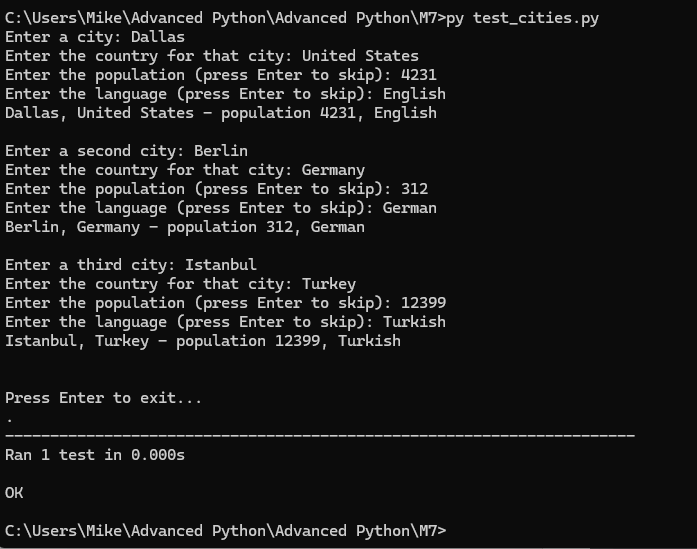 C:\Users\Mike\Advanced Python\Advanced Python\M7>py test_cities.py
Enter a city: Dallas
Enter the country for that city: United States
Enter the population (press Enter to skip): 4231
Enter the language (press Enter to skip): English
Dallas, United States - population 4231, English
Enter a second city: Berlin
Enter the country for that city: Germany
Enter the population (press Enter to skip): 312
Enter the language (press Enter to skip): German
Berlin, Germany - population 312, German
Enter a third city: Istanbul
Enter the country for that city: Turkey
Enter the population (press Enter to skip): 12399
Enter the language (press Enter to skip): Turkish
Istanbul, Turkey - population 12399, Turkish
Press Enter to exit...
.
----------------------------------------------------------------------
Ran 1 test in 0.000s
OK
C:\Users\Mike\Advanced Python\Advanced Python\M7>